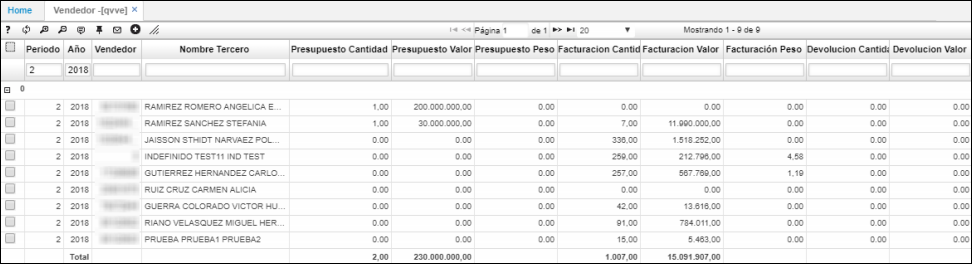 Home Vendedor -[qvve] ×
? Página 1 de 1 20 Mostrando 1 - 9 de 9
Periodo Año Vendedor Nombre Tercero Presupuesto Cantidad Presupuesto Valor Presupuesto Peso Facturacion Cantid Facturacion Valor Facturación Peso Devolucion Cantida Devolucion Valor
2 2018
0
2 2018 RAMIREZ ROMERO ANGELICA E... 1,00 200.000.000,00 0.00 0.00 0.00 0.00 0.00 0.00
2 2018 RAMIREZ SANCHEZ STEFANIA 1,00 30.000.000,00 0.00 7,00 11.990.000,00 0.00 0.00 0.00
2 2018 JAISSON STHIDT NARVAEZ POL... 0.00 0.00 0.00 336,00 1.518.252,00 0.00 0.00 0.00
2 2018 INDEFINIDO TEST11 IND TEST 0.00 0.00 0.00 259,00 212.796,00 4,58 0.00 0.00
2 2018 GUTIERREZ HERNANDEZ CARLO... 0.00 0.00 0.00 257,00 567.769,00 1,19 0.00 0.00
2 2018 RUIZ CRUZ CARMEN ALICIA 0.00 0.00 0.00 0.00 0.00 0.00 0.00 0.00
2 2018 GUERRA COLORADO VICTOR HU... 0.00 0.00 0.00 42,00 13.616,00 0.00 0.00 0.00
2 2018 RIANO VELASQUEZ MIGUEL HER... 0.00 0.00 0.00 91,00 784.011,00 0.00 0.00 0.00
2 2018 PRUEBA PRUEBA1 PRUEBA2 0.00 0.00 0.00 15,00 5.463,00 0.00 0.00 0.00
Total 2,00 230.000.000,00 1.007,00 15.091.907,00